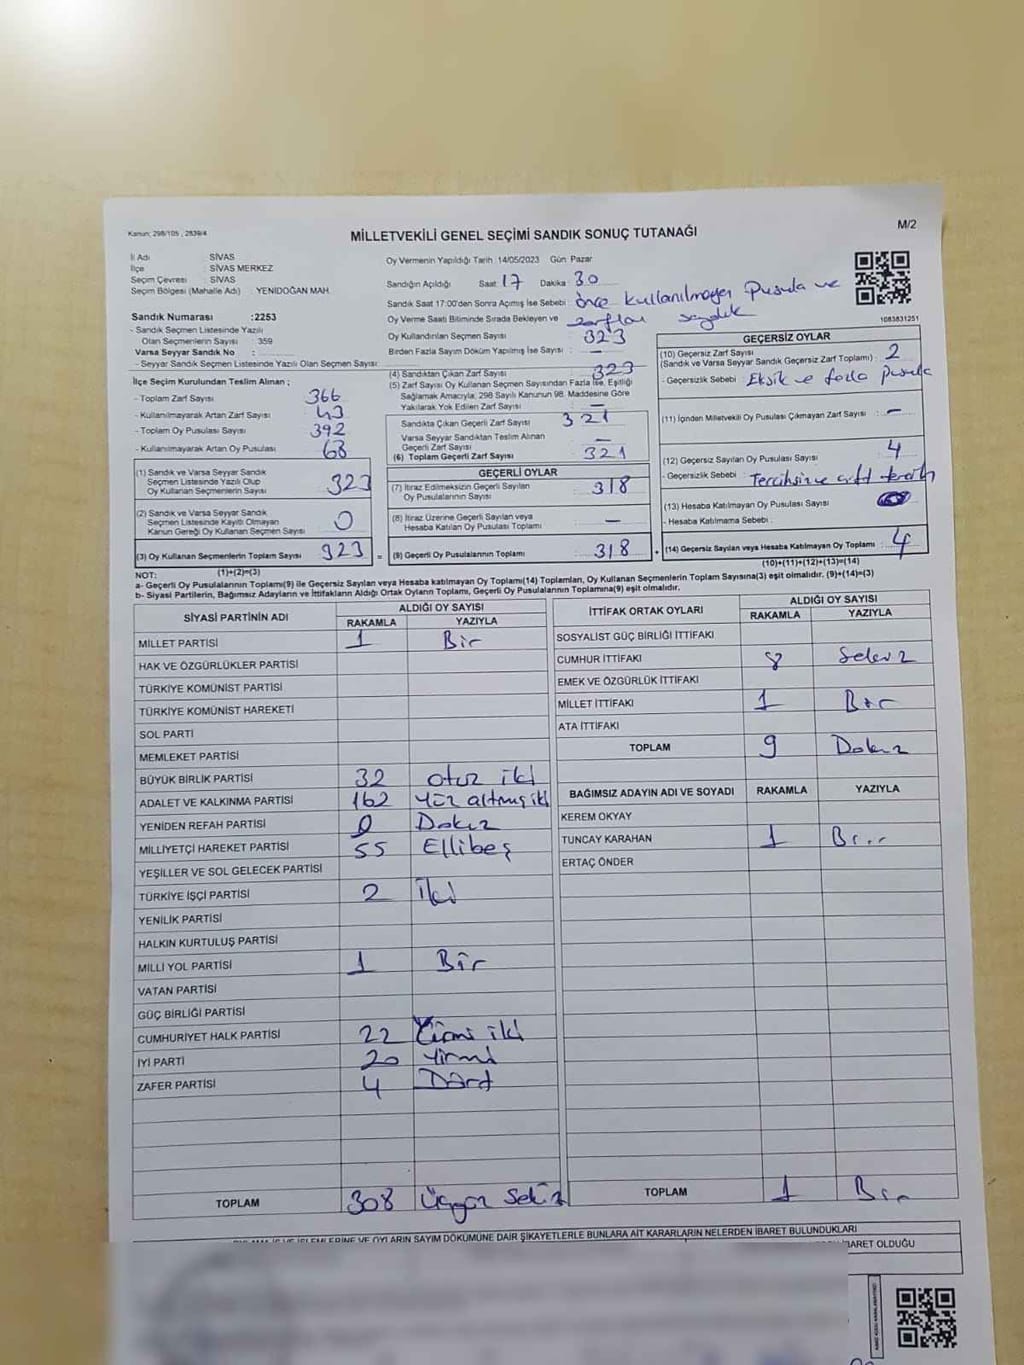 Kanun: 298/105 , 2839/4
M/2
MİLLETVEKİLİ GENEL SEÇİMİ SANDIK SONUÇ TUTANAĞI
İl Adı : SİVAS
İlçe : SİVAS MERKEZ
Seçim Çevresi : SİVAS
Seçim Bölgesi (Mahalle Adı) : YENİDOĞAN MAH.
Sandık Numarası :2253
- Sandık Seçmen Listesinde Yazılı
Olan Seçmenlerin Sayısı : 359
Varsa Seyyar Sandık No :
- Seyyar Sandık Seçmen Listesinde Yazılı Olan Seçmen Sayısı :
İlçe Seçim Kurulundan Teslim Alınan ;
- Toplam Zarf Sayısı : 366
- Kullanılmayarak Artan Zarf Sayısı : 43
- Toplam Oy Pusulası Sayısı : 392
- Kullanılmayarak Artan Oy Pusulası : 68
(1) Sandık ve Varsa Seyyar Sandık
Seçmen Listesinde Yazılı Olup
Oy Kullanan Seçmenlerin Sayısı : 323
(2) Sandık ve Varsa Seyyar Sandık
Seçmen Listesinde Kayıtlı Olmayan
Kanun Gereği Oy Kullanan Seçmen Sayısı : 0
(3) Oy Kullanan Seçmenlerin Toplam Sayısı : 323 =
(1)+(2)=(3)
Oy Vermenin Yapıldığı Tarih :14/05/2023 Gün :Pazar
Sandığın Açıldığı Saat : 17 Dakika : 30
Sandık Saat 17:00'den Sonra Açılmış İse Sebebi : önce kullanılmayan pusula ve
zarfları saydık
Oy Verme Saati Bitiminde Sırada Bekleyen ve
Oy Kullandırılan Seçmen Sayısı : 323
Birden Fazla Sayım Döküm Yapılmış İse Sayısı : —
(4) Sandıktan Çıkan Zarf Sayısı : 323
(5) Zarf Sayısı Oy Kullanan Seçmen Sayısından Fazla İse, Eşitliği
Sağlamak Amacıyla; 298 Sayılı Kanunun 98. Maddesine Göre
Yakılarak Yok Edilen Zarf Sayısı : —
Sandıkta Çıkan Geçerli Zarf Sayısı : 321
Varsa Seyyar Sandıktan Teslim Alınan
Geçerli Zarf Sayısı : —
(6) Toplam Geçerli Zarf Sayısı : 321
GEÇERLİ OYLAR
(7) İtiraz Edilmeksizin Geçerli Sayılan
Oy Pusulalarının Sayısı : 318
(8) İtiraz Üzerine Geçerli Sayılan veya
Hesaba Katılan Oy Pusulası Toplamı : —
(9) Geçerli Oy Pusulalarının Toplamı : 318 +
1083831251
GEÇERSİZ OYLAR
(10) Geçersiz Zarf Sayısı
(Sandık ve Varsa Seyyar Sandık Geçersiz Zarf Toplamı) : 2
- Geçersizlik Sebebi : Eksik ve fazla pusula
(11) İçinden Milletvekili Oy Pusulası Çıkmayan Zarf Sayısı : —
(12) Geçersiz Sayılan Oy Pusulası Sayısı : 4
- Geçersizlik Sebebi : Tercihsiz ve çift tercih
(13) Hesaba Katılmayan Oy Pusulası Sayısı :
- Hesaba Katılmama Sebebi :
(14) Geçersiz Sayılan veya Hesaba Katılmayan Oy Toplamı : 4
(10)+(11)+(12)+(13)=(14)
NOT:
a- Geçerli Oy Pusulalarının Toplamı(9) ile Geçersiz Sayılan veya Hesaba katılmayan Oy Toplamı(14) Toplamları, Oy Kullanan Seçmenlerin Toplam Sayısına(3) eşit olmalıdır. (9)+(14)=(3)
b- Siyasi Partilerin, Bağımsız Adayların ve İttifakların Aldığı Ortak Oyların Toplamı, Geçerli Oy Pusulalarının Toplamına(9) eşit olmalıdır.
SİYASİ PARTİNİN ADI ALDIĞI OY SAYISI
RAKAMLA YAZIYLA
MİLLET PARTİSİ 1 Bir
HAK VE ÖZGÜRLÜKLER PARTİSİ
TÜRKİYE KOMÜNİST PARTİSİ
TÜRKİYE KOMÜNİST HAREKETİ
SOL PARTİ
MEMLEKET PARTİSİ
BÜYÜK BİRLİK PARTİSİ 32 otuz iki
ADALET VE KALKINMA PARTİSİ 162 Yüz altmış iki
YENİDEN REFAH PARTİSİ 9 Dokuz
MİLLİYETÇİ HAREKET PARTİSİ 55 Ellibeş
YEŞİLLER VE SOL GELECEK PARTİSİ
TÜRKİYE İŞÇİ PARTİSİ 2 İki
YENİLİK PARTİSİ
HALKIN KURTULUŞ PARTİSİ
MİLLİ YOL PARTİSİ 1 Bir
VATAN PARTİSİ
GÜÇ BİRLİĞİ PARTİSİ
CUMHURİYET HALK PARTİSİ 22 Yirmi iki
İYİ PARTİ 20 Yirmi
ZAFER PARTİSİ 4 Dört
TOPLAM 308 Üçyüz Sekiz
İTTİFAK ORTAK OYLARI ALDIĞI OY SAYISI
RAKAMLA YAZIYLA
SOSYALİST GÜÇ BİRLİĞİ İTTİFAKI
CUMHUR İTTİFAKI 8 Sekiz
EMEK VE ÖZGÜRLÜK İTTİFAKI
MİLLET İTTİFAKI 1 Bir
ATA İTTİFAKI
TOPLAM 9 Dokuz
BAĞIMSIZ ADAYIN ADI VE SOYADI RAKAMLA YAZIYLA
KEREM OKYAY
TUNCAY KARAHAN 1 Bir
ERTAÇ ÖNDER
TOPLAM 1 Bir
İŞLEMLERİNE VE OYLARIN SAYIM DÖKÜMÜNE DAİR ŞİKAYETLERLE BUNLARA AİT KARARLARIN NELERDEN İBARET BULUNDUKLARI
İBARET OLDUĞU